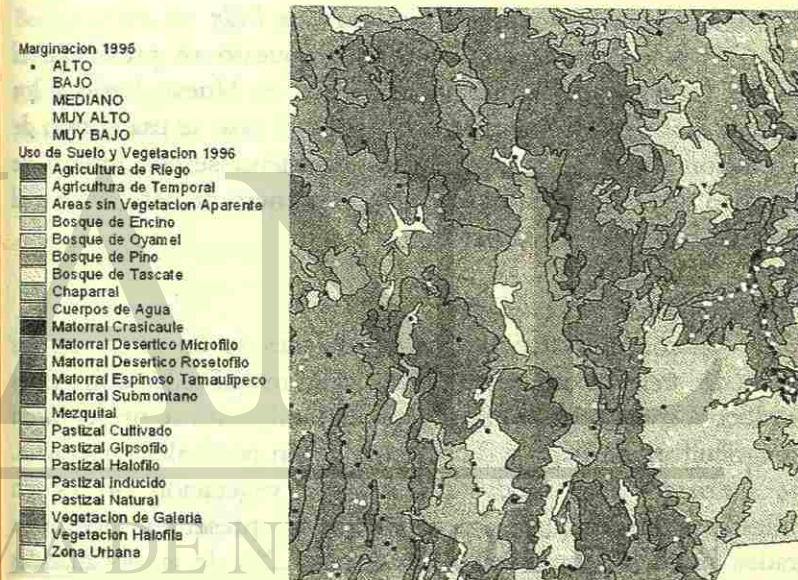 Marginacion 1995
ALTO
BAJO
MEDIANO
MUY ALTO
MUY BAJO
Uso de Suelo y Vegetacion 1996
Agricultura de Riego
Agricultura de Temporal
Areas sin Vegetacion Aparente
Bosque de Encino
Bosque de Oyamel
Bosque de Pino
Bosque de Tascate
Chaparral
Cuerpos de Agua
Matorral Crasicaule
Matorral Desertico Microfilo
Matorral Desertico Rosetofilo
Matorral Espinoso Tamaulipeco
Matorral Submontano
Mezquital
Pastizal Cultivado
Pastizal Gipsofilo
Pastizal Halofilo
Pastizal Inducido
Pastizal Natural
Vegetacion de Galeria
Vegetacion Halofila
Zona Urbana